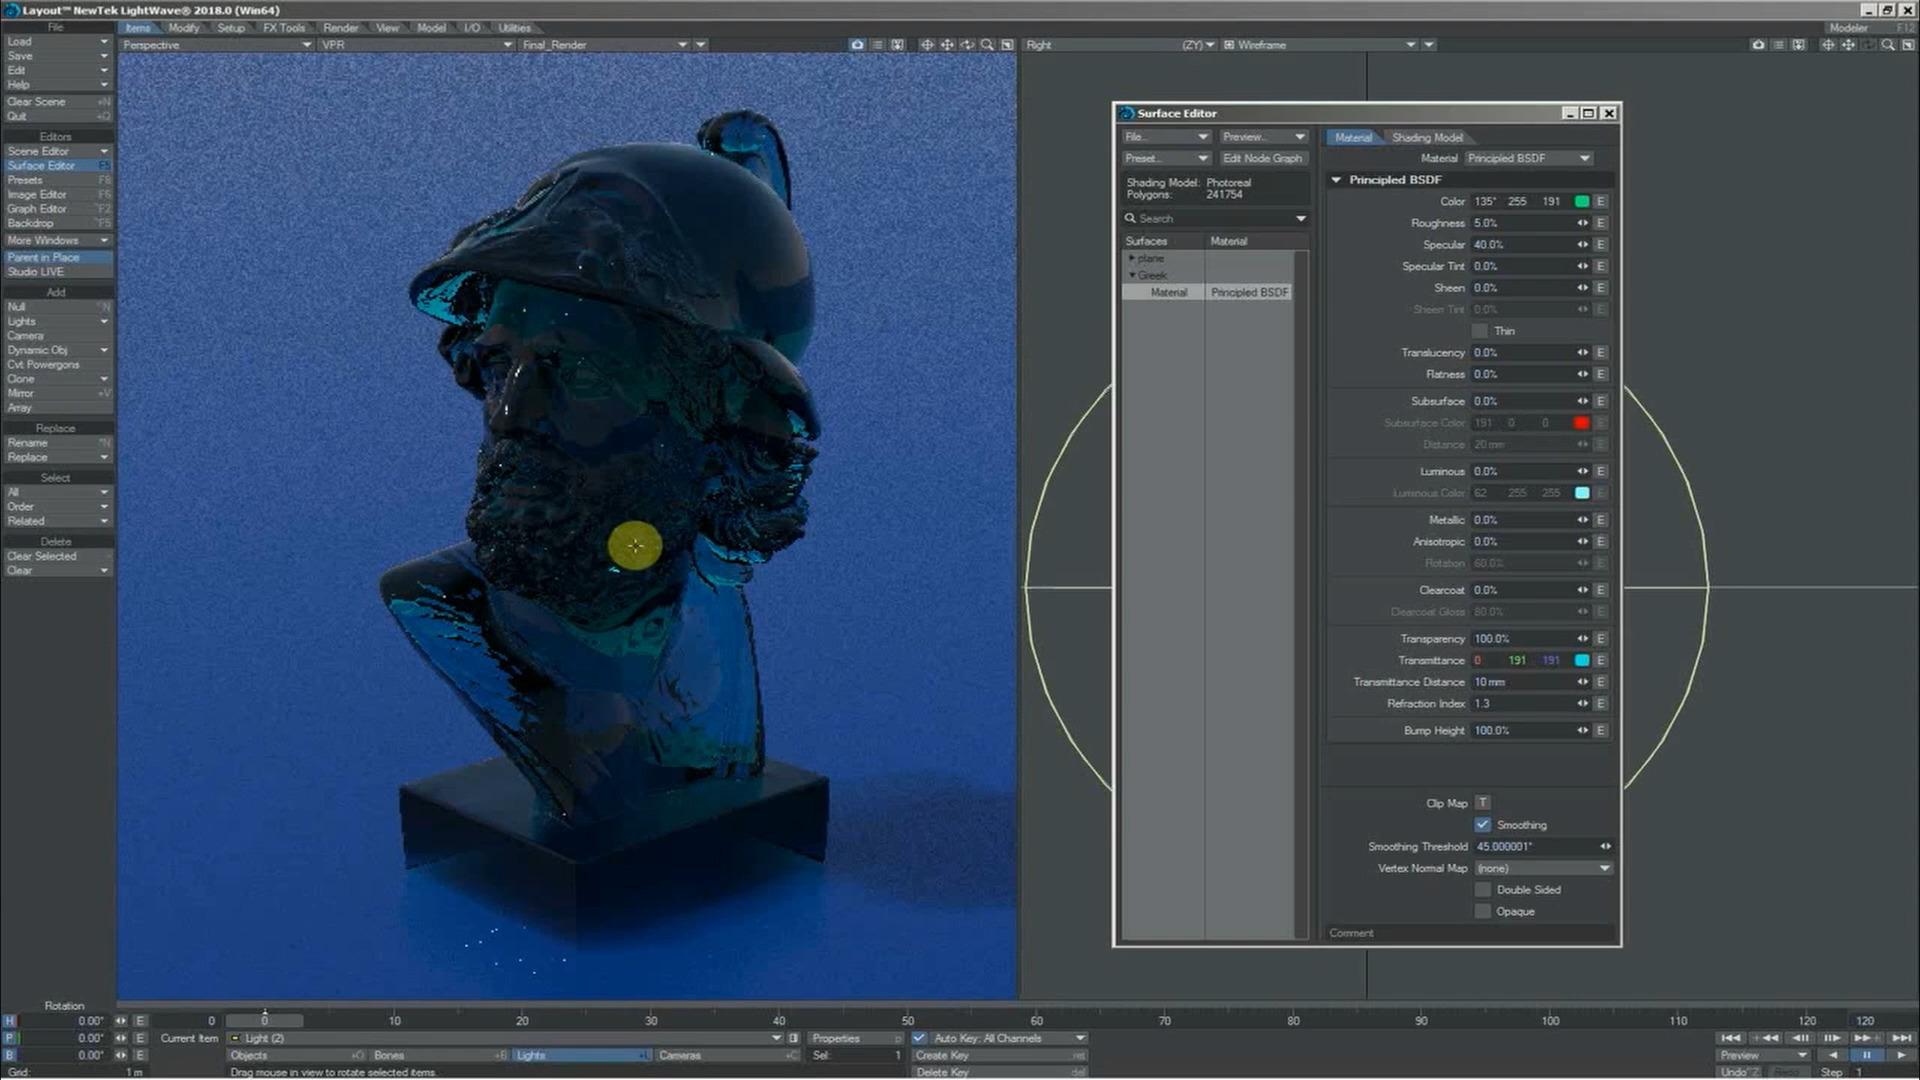 Layout™ NewTek LightWave® 2018.0 (Win64)
File
Items Modify Setup FX Tools Render View Model I/O Utilities
Modeler F12
Perspective VPR Final_Render
Right (ZY) Wireframe
Load
Save
Edit
Help
Clear Scene +N
Quit +Q
Editors
Scene Editor
Surface Editor F5
Presets F8
Image Editor F6
Graph Editor ^F2
Backdrop ^F5
More Windows
Parent in Place
Studio LIVE
Add
Null ^N
Lights
Camera
Dynamic Obj
Cvt Powergons
Clone
Mirror +V
Array
Replace
Rename ^N
Replace
Select
All
Order
Related
Delete
Clear Selected -
Clear
Surface Editor
File...
Preview...
Preset...
Edit Node Graph
Shading Model: Photoreal
Polygons: 241754
Search
Surfaces Material
plane
Greek
Material Principled BSDF
Material Shading Model
Material Principled BSDF
Principled BSDF
Color 135° 255 191 E
Roughness 5.0% E
Specular 40.0% E
Specular Tint 0.0% E
Sheen 0.0% E
Sheen Tint 0.0% E
Thin
Translucency 0.0% E
Flatness 0.0% E
Subsurface 0.0% E
Subsurface Color 191 0 0 E
Distance 20 mm E
Luminous 0.0% E
Luminous Color 62 255 255 E
Metallic 0.0% E
Anisotropic 0.0% E
Rotation 60.0% E
Clearcoat 0.0% E
Clearcoat Gloss 80.0% E
Transparency 100.0% E
Transmittance 0 191 191 E
Transmittance Distance 10 mm E
Refraction Index 1.3 E
Bump Height 100.0% E
Clip Map T
Smoothing
Smoothing Threshold 45.000001°
Vertex Normal Map (none)
Double Sided
Opaque
Comment
Rotation
H 0.00° E
P 0.00° E
B 0.00° E
Grid: 1 m
0 0 10 20 30 40 50 60 70 80 90 100 110 120 120
Current Item Light (2)
Properties p
Auto Key: All Channels
Objects +O Bones +B Lights +L Cameras +C
Sel: 1
Create Key ret
Drag mouse in view to rotate selected items.
Delete Key del
Preview
Undo^Z Redo Step 1